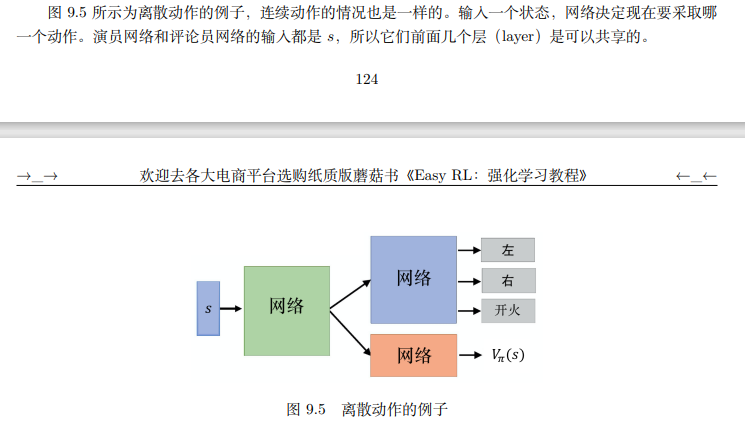 图 9.5 所示为离散动作的例子，连续动作的情况也是一样的。输入一个状态，网络决定现在要采取哪
一个动作。演员网络和评论员网络的输入都是 s，所以它们前面几个层（layer）是可以共享的。
124
→_→ 欢迎去各大电商平台选购纸质版蘑菇书《Easy RL：强化学习教程》 ←_←
s
网络
网络
左
右
开火
网络
Vπ(s)
图 9.5 离散动作的例子